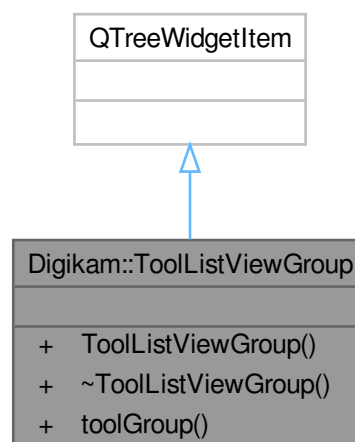 QTreeWidgetItem
Digikam::ToolListViewGroup
+ ToolListViewGroup()
+ ~ToolListViewGroup()
+ toolGroup()